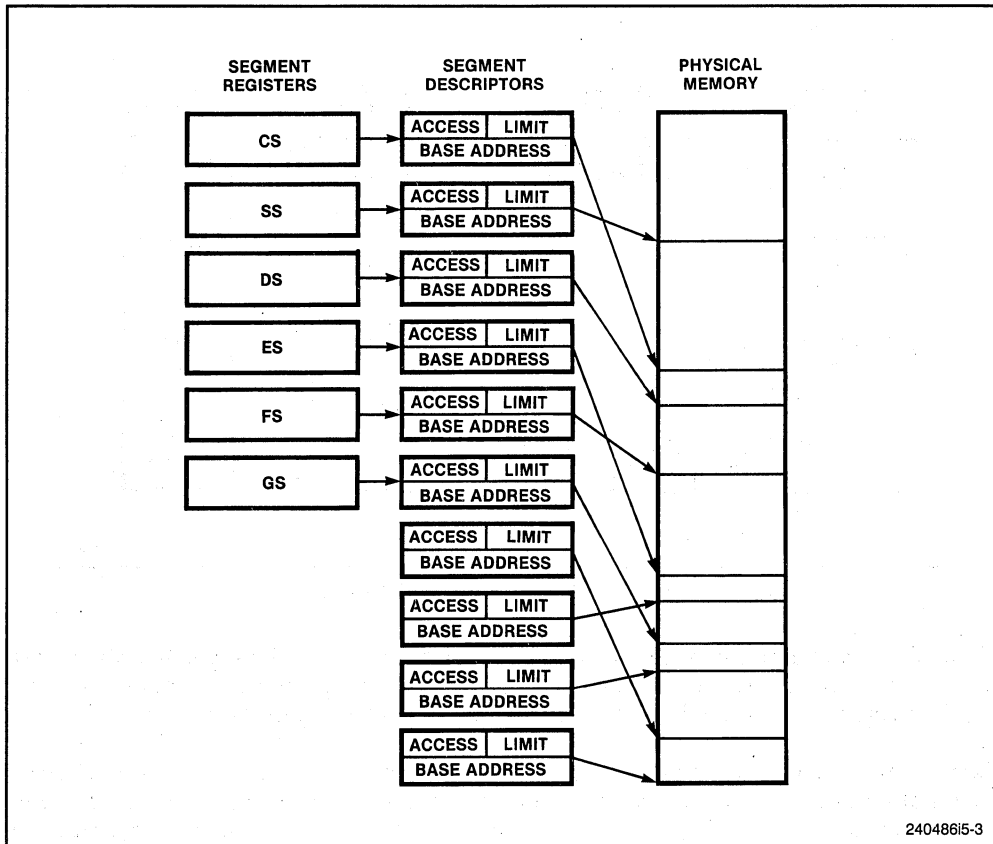 SEGMENT
REGISTERS
SEGMENT
DESCRIPTORS
PHYSICAL
MEMORY
CS
ACCESS LIMIT
BASE ADDRESS
SS
ACCESS LIMIT
BASE ADDRESS
DS
ACCESS LIMIT
BASE ADDRESS
ES
ACCESS LIMIT
BASE ADDRESS
FS
ACCESS LIMIT
BASE ADDRESS
GS
ACCESS LIMIT
BASE ADDRESS
ACCESS LIMIT
BASE ADDRESS
ACCESS LIMIT
BASE ADDRESS
ACCESS LIMIT
BASE ADDRESS
ACCESS LIMIT
BASE ADDRESS
240486i5-3